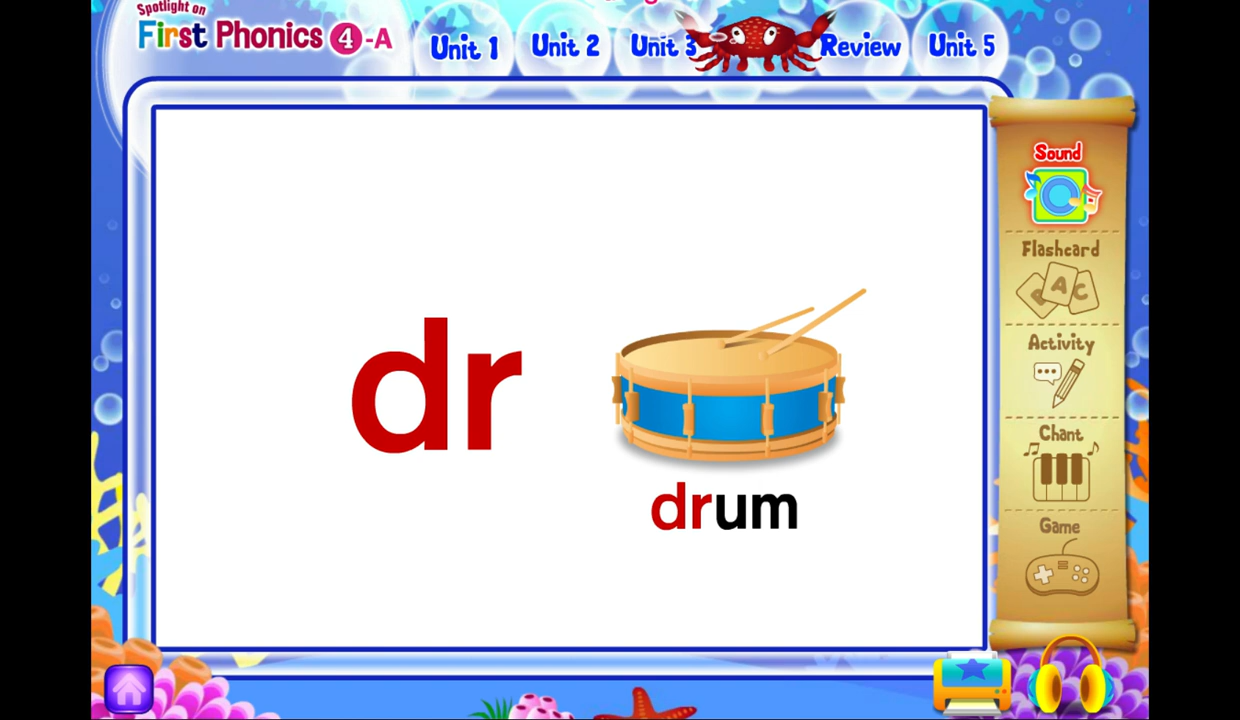 Spotlight on
First Phonics 4-A
Unit 1
Unit 2
Unit 3
Review
Unit 5
Sound
Flashcard
A C
Activity
Chant
Game
dr
drum